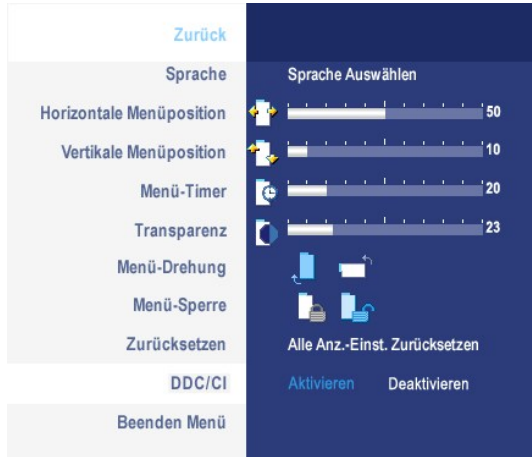 Zurück
Sprache Sprache Auswählen
Horizontale Menüposition 50
Vertikale Menüposition 10
Menü-Timer 20
Transparenz 23
Menü-Drehung
Menü-Sperre
Zurücksetzen Alle Anz.-Einst. Zurücksetzen
DDC/CI Aktivieren Deaktivieren
Beenden Menü